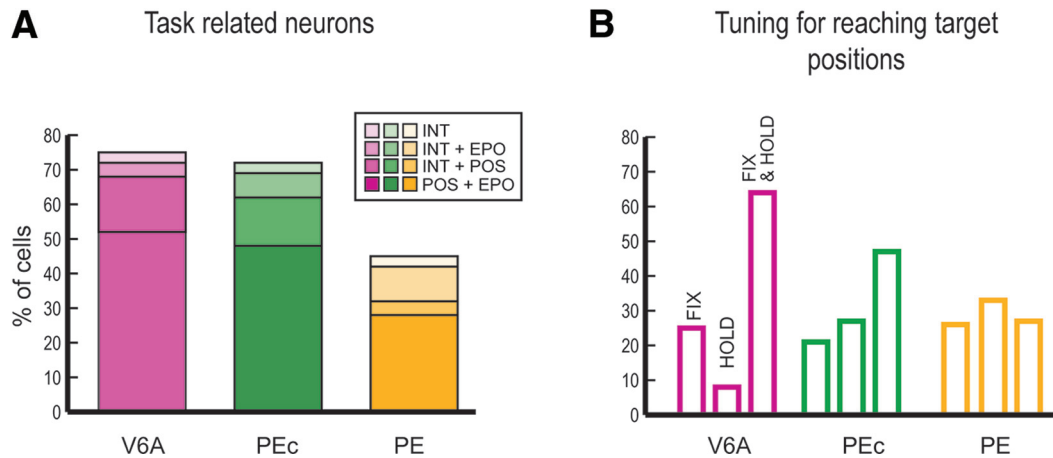 A
Task related neurons
80
70
60
50
40
30
20
10
0
% of cells
INT
INT + EPO
INT + POS
POS + EPO
V6A
PEc
PE
B
Tuning for reaching target
positions
80
70
60
50
40
30
20
10
0
FIX
HOLD
FIX
& HOLD
V6A
PEc
PE